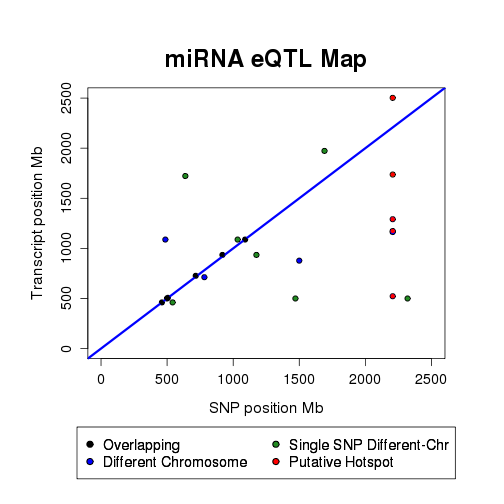 miRNA eQTL Map
Transcript position Mb
2500
2000
1500
1000
500
0
0 500 1000 1500 2000 2500
SNP position Mb
Overlapping
Different Chromosome
Single SNP Different-Chr
Putative Hotspot